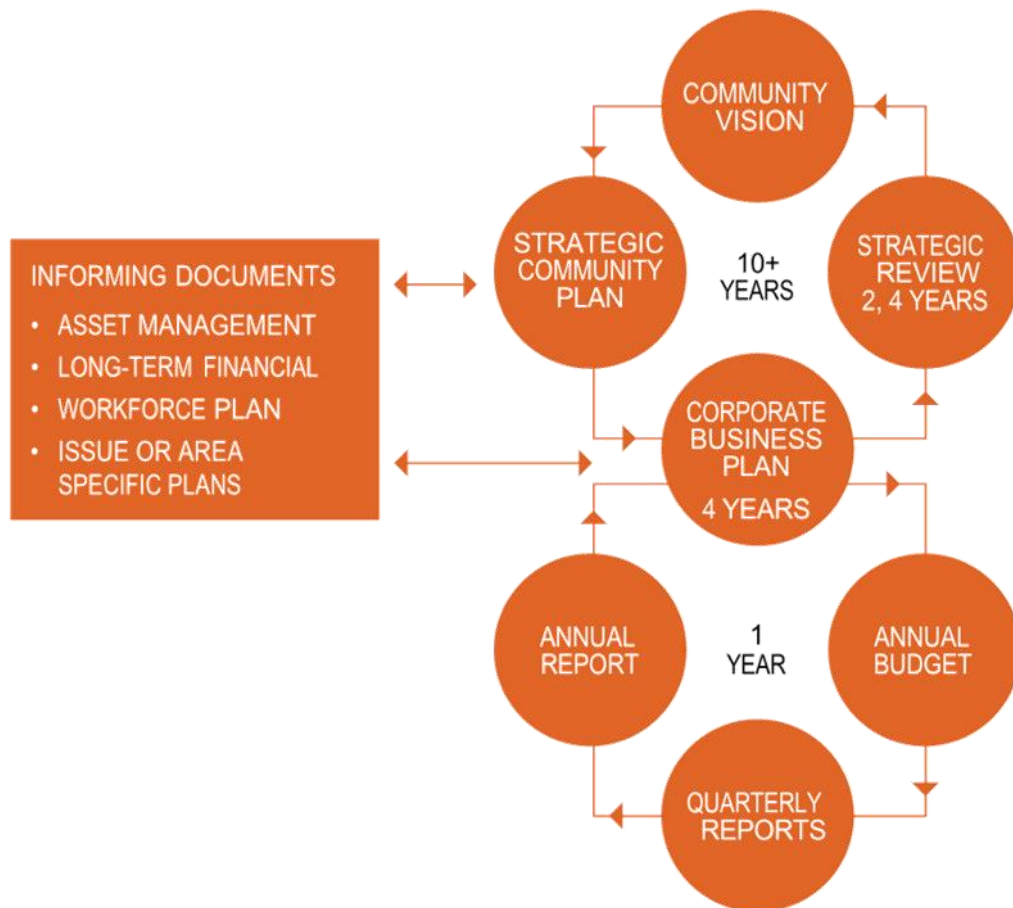 COMMUNITY
VISION
STRATEGIC
COMMUNITY
PLAN
10+
YEARS
STRATEGIC
REVIEW
2, 4 YEARS
INFORMING DOCUMENTS
• ASSET MANAGEMENT
• LONG-TERM FINANCIAL
• WORKFORCE PLAN
• ISSUE OR AREA
SPECIFIC PLANS
CORPORATE
BUSINESS
PLAN
4 YEARS
ANNUAL
REPORT
1
YEAR
ANNUAL
BUDGET
QUARTERLY
REPORTS